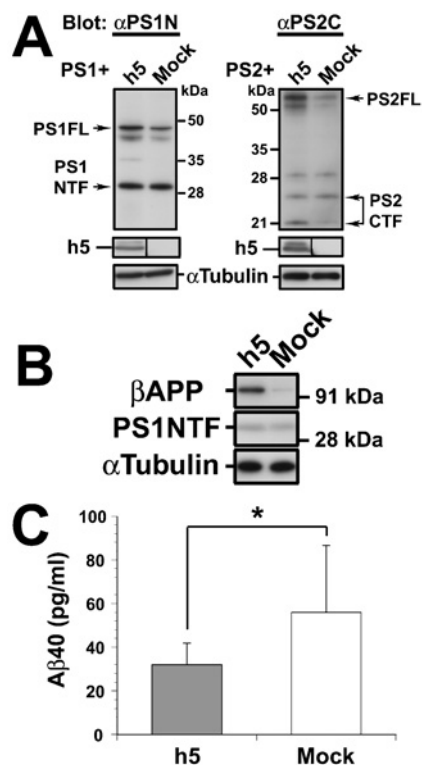 A
Blot: αPS1N
αPS2C
PS1+ h5 Mock
kDa
PS1FL
50
PS1
35
NTF
28
h5
PS2+ h5 Mock
kDa
50
PS2FL
35
28
PS2
21
CTF
h5
αTubulin
B
h5 Mock
βAPP
91 kDa
PS1NTF
28 kDa
αTubulin
C
Aβ40 (pg/ml)
100
80
60
40
20
0
*
h5
Mock